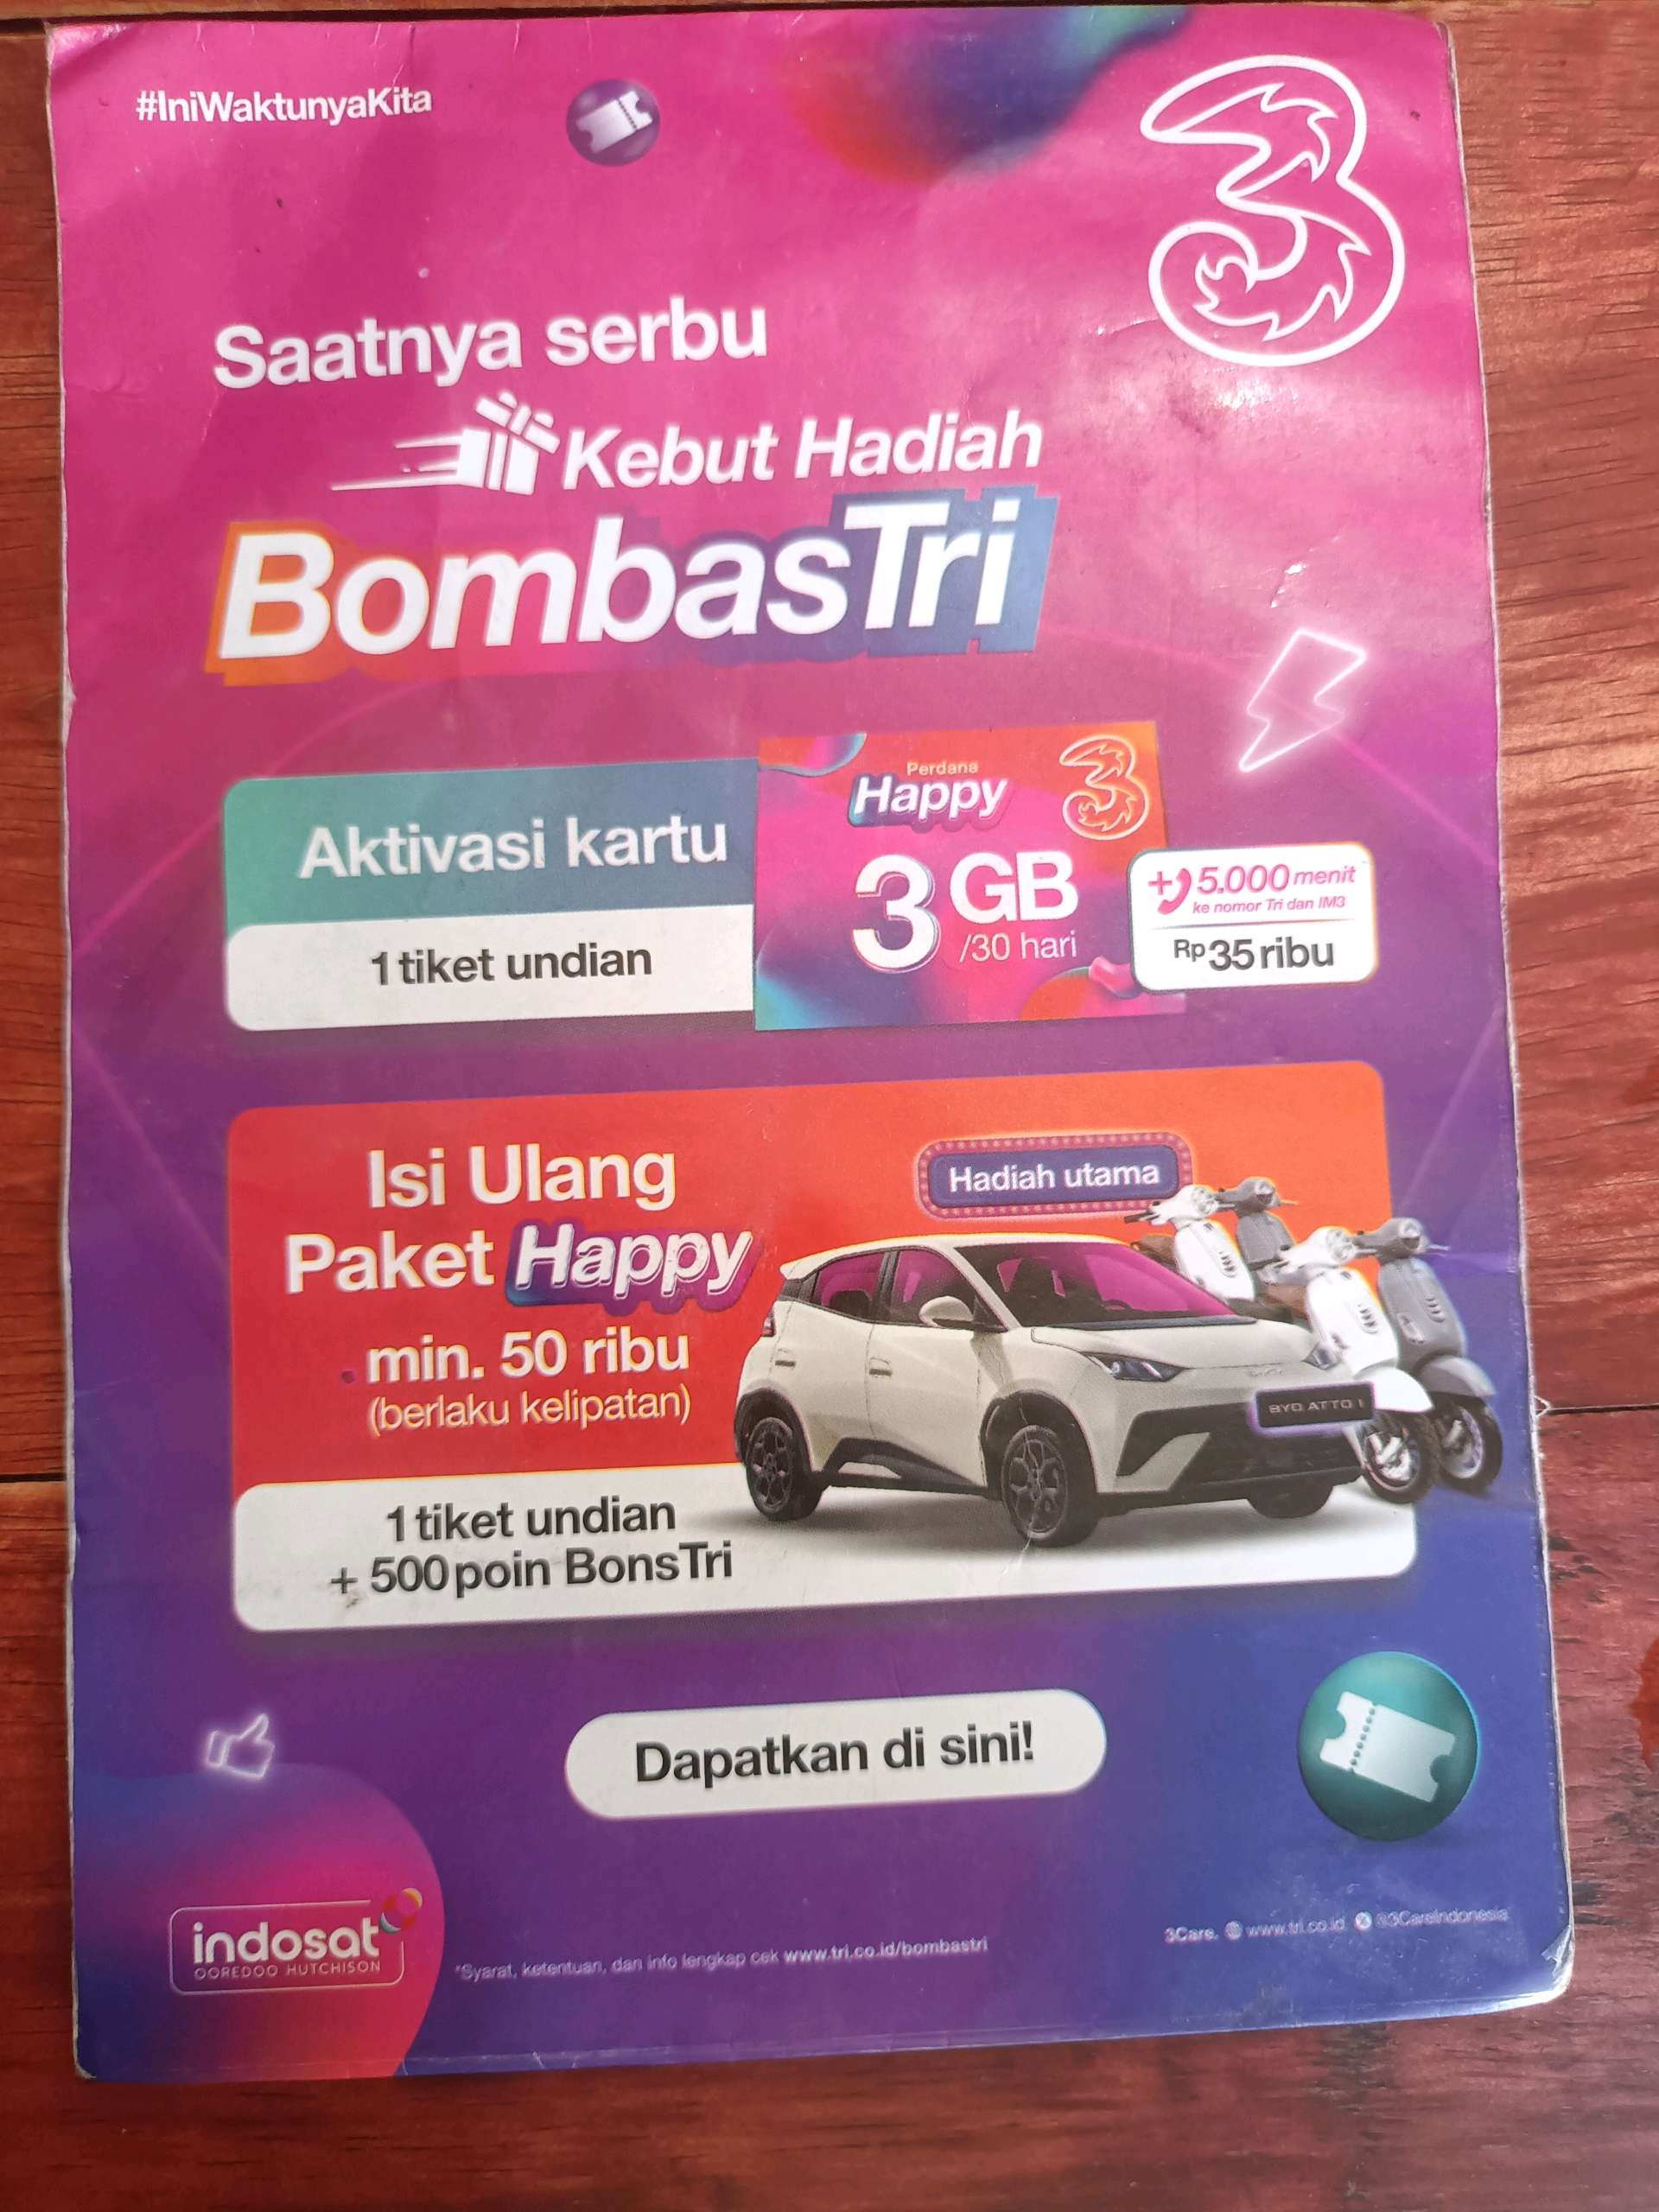 #IniWaktunyaKita
3
Saatnya serbu
Kebut Hadiah
BombasTri
Aktivasi kartu
1 tiket undian
Perdana
Happy
3
3 GB
/30 hari
+ 5.000 menit
ke nomor Tri dan IM3
Rp35 ribu
Isi Ulang
Paket Happy
min. 50 ribu
(berlaku kelipatan)
Hadiah utama
BYD ATTO 1
1 tiket undian
+ 500 poin BonsTri
Dapatkan di sini!
indosat
OOREDOO HUTCHISON
*Syarat, ketentuan, dan info lengkap cek www.tri.co.id/bombastri
3Care. www.tri.co.id @3CareIndonesia